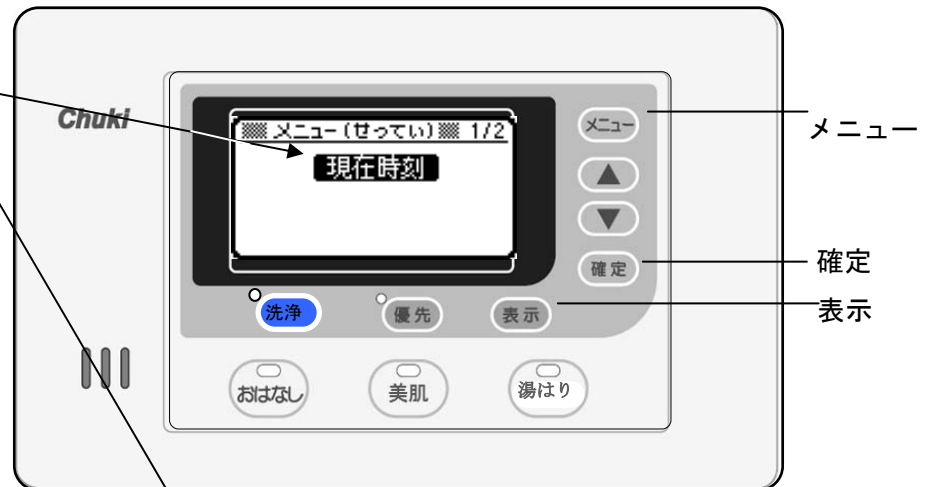 Chuki
メニュー(せってい) 1/2
現在時刻
メニュー
▲
▼
確定
洗浄
優先
表示
おはなし
美肌
湯はり
メニュー
確定
表示